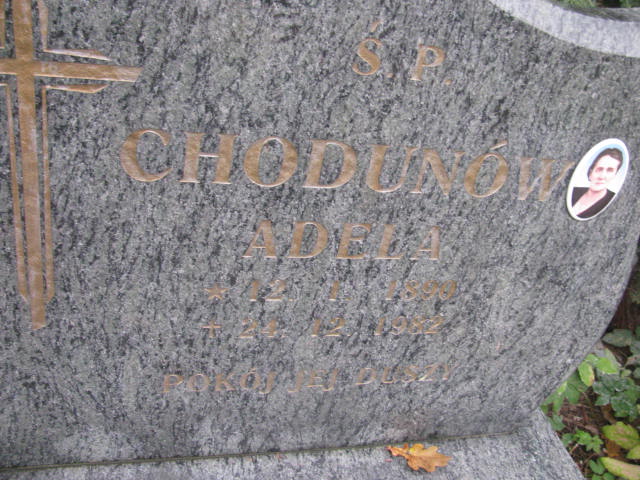 Ś. P.
CHODUNÓW
ADELA
* 12. 1. 1890
+ 24. 12. 1982
POKÓJ JEJ DUSZY